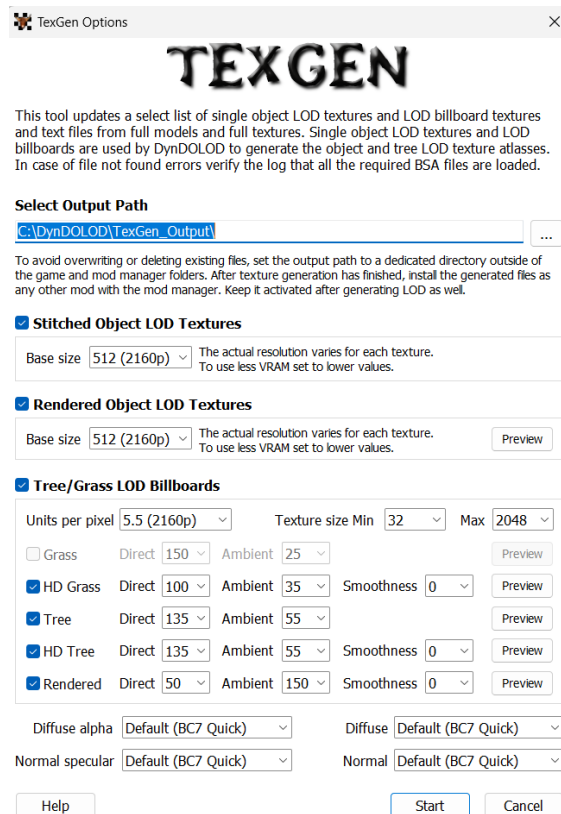 TexGen Options
TEXGEN
This tool updates a select list of single object LOD textures and LOD billboard textures
and text files from full models and full textures. Single object LOD textures and LOD
billboards are used by DynDOLOD to generate the object and tree LOD texture atlasses.
In case of file not found errors verify the log that all the required BSA files are loaded.
Select Output Path
C:\DynDOLOD\TexGen_Output\ ...
To avoid overwriting or deleting existing files, set the output path to a dedicated directory outside of
the game and mod manager folders. After texture generation has finished, install the generated files as
any other mod with the mod manager. Keep it activated after generating LOD as well.
Stitched Object LOD Textures
Base size 512 (2160p) The actual resolution varies for each texture.
To use less VRAM set to lower values.
Rendered Object LOD Textures
Base size 512 (2160p) The actual resolution varies for each texture.
To use less VRAM set to lower values. Preview
Tree/Grass LOD Billboards
Units per pixel 5.5 (2160p) Texture size Min 32 Max 2048
Grass Direct 150 Ambient 25 Preview
HD Grass Direct 100 Ambient 35 Smoothness 0 Preview
Tree Direct 135 Ambient 55 Preview
HD Tree Direct 135 Ambient 55 Smoothness 0 Preview
Rendered Direct 50 Ambient 150 Smoothness 0 Preview
Diffuse alpha Default (BC7 Quick) Diffuse Default (BC7 Quick)
Normal specular Default (BC7 Quick) Normal Default (BC7 Quick)
Help Start Cancel